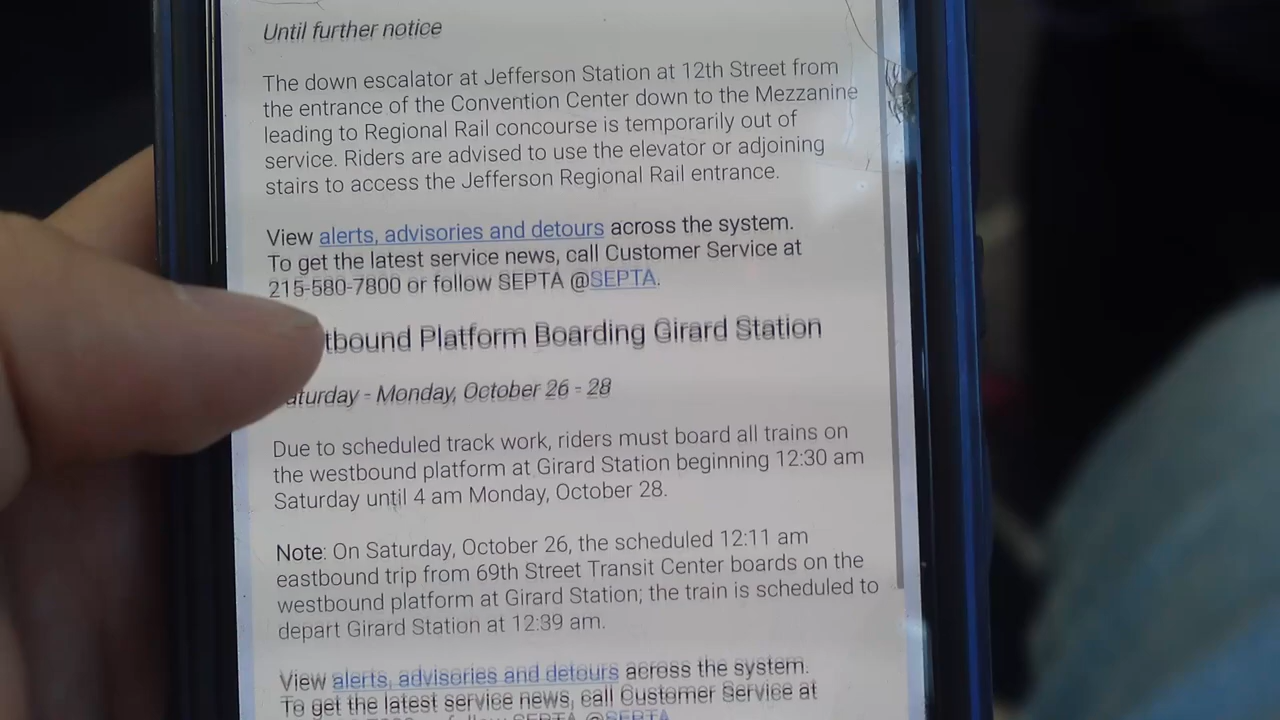 Until further notice
The down escalator at Jefferson Station at 12th Street from
the entrance of the Convention Center down to the Mezzanine
leading to Regional Rail concourse is temporarily out of
service. Riders are advised to use the elevator or adjoining
stairs to access the Jefferson Regional Rail entrance.
View alerts, advisories and detours across the system.
To get the latest service news, call Customer Service at
215-580-7800 or follow SEPTA @SEPTA.
Platform Boarding Girard Station
- Monday, October 26 - 28
Due to scheduled track work, riders must board all trains on
the westbound platform at Girard Station beginning 12:30 am
Saturday until 4 am Monday, October 28.
Note: On Saturday, October 26, the scheduled 12:11 am
eastbound trip from 69th Street Transit Center boards on the
westbound platform at Girard Station; the train is scheduled to
depart Girard Station at 12:39 am.
View alerts, advisories and detours across the system.
To get the latest service news, call Customer Service at